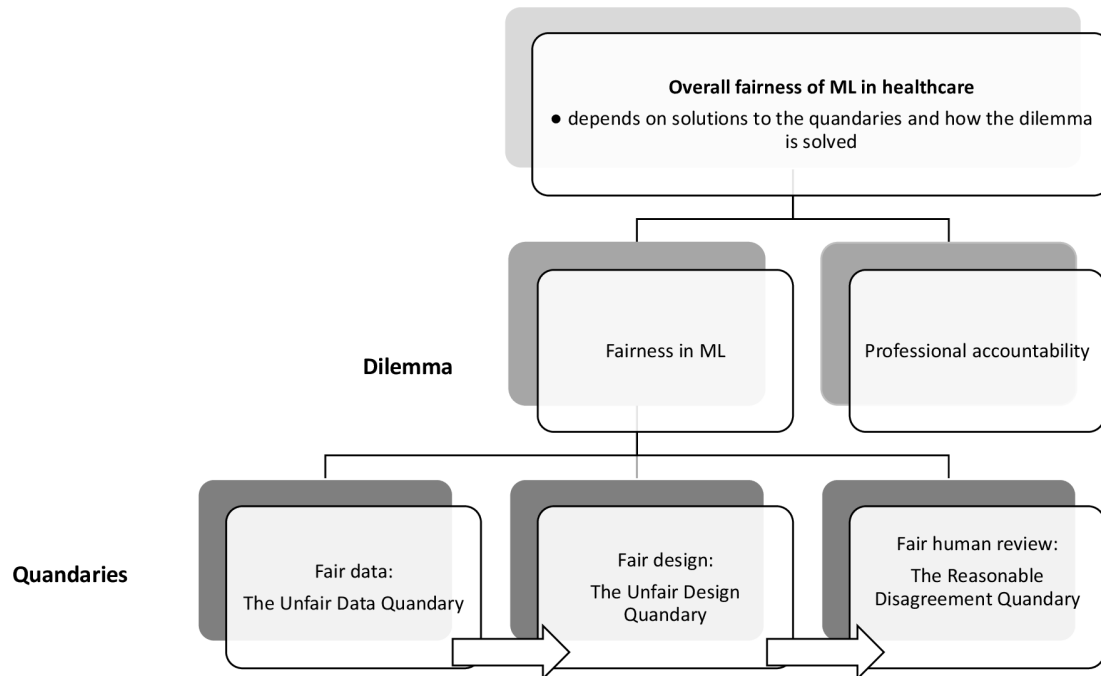 Overall fairness of ML in healthcare
● depends on solutions to the quandaries and how the dilemma
is solved
Dilemma
Fairness in ML
Professional accountability
Quandaries
Fair data:
The Unfair Data Quandary
Fair design:
The Unfair Design
Quandary
Fair human review:
The Reasonable
Disagreement Quandary